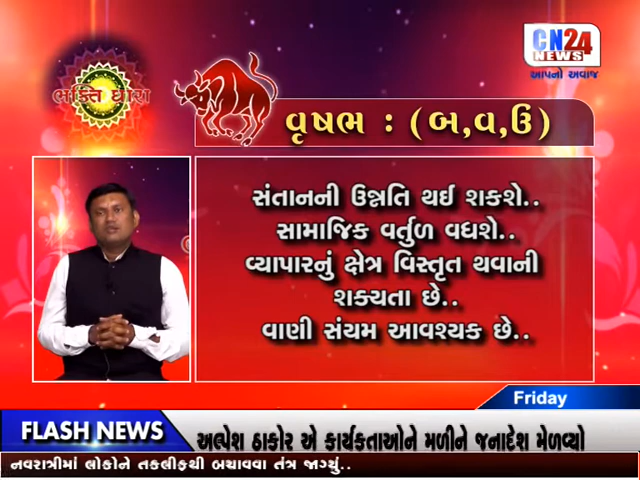 CN24
NEWS
આપનો અવાજ
ભક્તિ ધારા
વૃષભ : (બ,વ,ઉ)
સંતાનની ઉન્નતિ થઈ શકશે..
સામાજિક વર્તુળ વધશે..
વ્યાપારનું ક્ષેત્ર વિસ્તૃત થવાની
શક્યતા છે..
વાણી સંયમ આવશ્યક છે..
Friday
FLASH NEWS
અલ્પેશ ઠાકોર એ કાર્યકતાઓને મળીને જનાદેશ મેળવ્યો
નવરાત્રીમાં લોકોને તકલીફથી બચાવવા તંત્ર જાગ્યું..